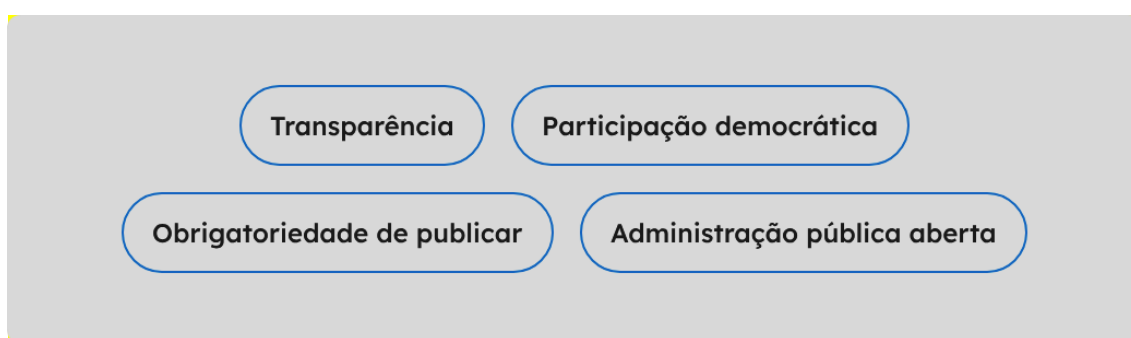 Transparência Participação democrática
Obrigatoriedade de publicar Administração pública aberta